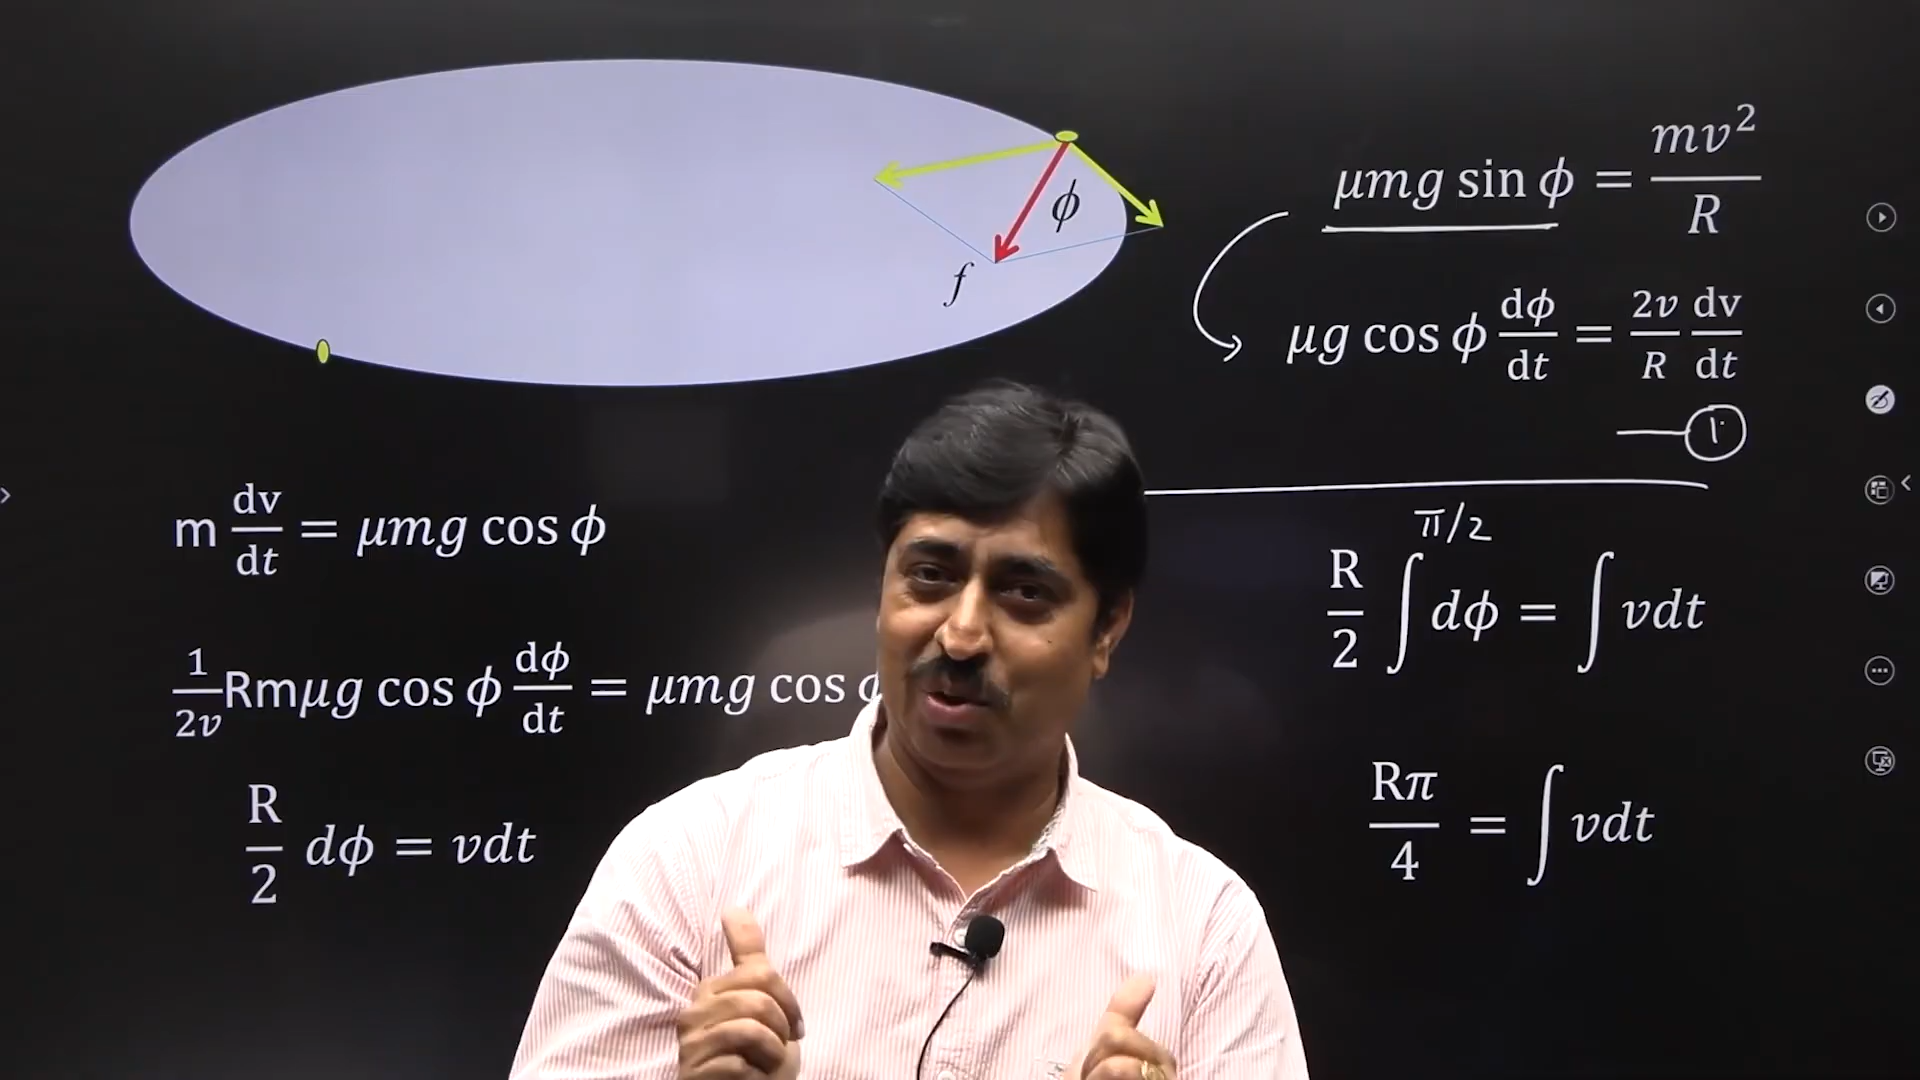 ϕ
f
μmg sin ϕ = mv²/R
μg cos ϕ dϕ/dt = 2v/R dv/dt
1
m dv/dt = μmg cos ϕ
1/2v Rmμg cos ϕ dϕ/dt = μmg cos
R/2 dϕ = vdt
π/2
R/2 ∫ dϕ = ∫ vdt
Rπ/4 = ∫ vdt